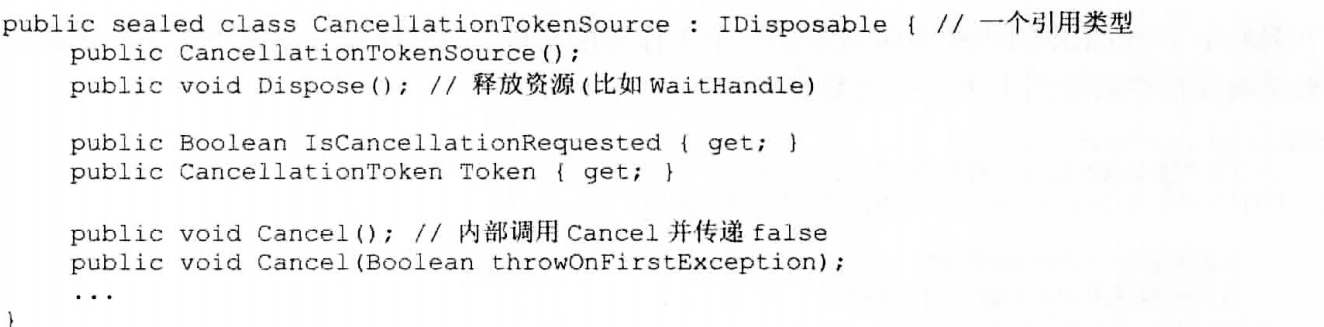 public sealed class CancellationTokenSource : IDisposable { // 一个引用类型
public CancellationTokenSource();
public void Dispose(); // 释放资源(比如 WaitHandle)
public Boolean IsCancellationRequested { get; }
public CancellationToken Token { get; }
public void Cancel(); // 内部调用 Cancel 并传递 false
public void Cancel(Boolean throwOnFirstException);
...
}